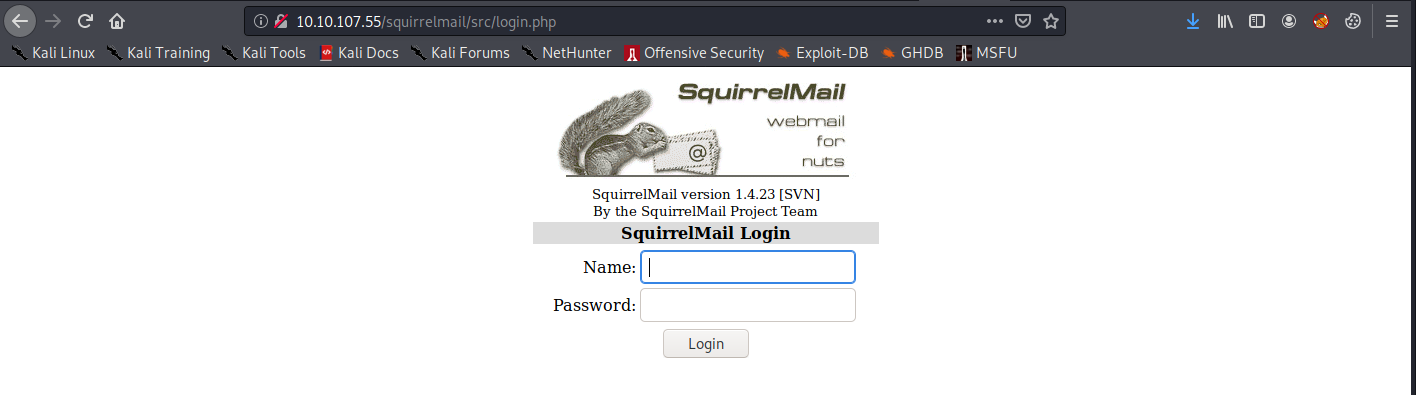 10.10.107.55/squirrelmail/src/login.php
Kali Linux Kali Training Kali Tools Kali Docs Kali Forums NetHunter Offensive Security Exploit-DB GHDB MSFU
SquirrelMail
webmail
for
nuts
@
SquirrelMail version 1.4.23 [SVN]
By the SquirrelMail Project Team
SquirrelMail Login
Name:
Password:
Login